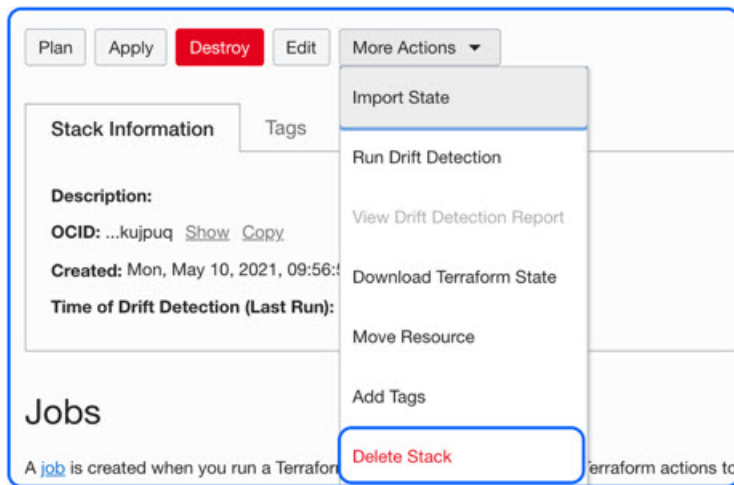 Plan Apply Destroy Edit More Actions
Import State
Stack Information Tags
Run Drift Detection
Description:
View Drift Detection Report
OCID: ...kujpuq Show Copy
Created: Mon, May 10, 2021, 09:56:
Download Terraform State
Time of Drift Detection (Last Run):
Move Resource
Add Tags
Jobs
Delete Stack
A job is created when you run a Terraform actions to